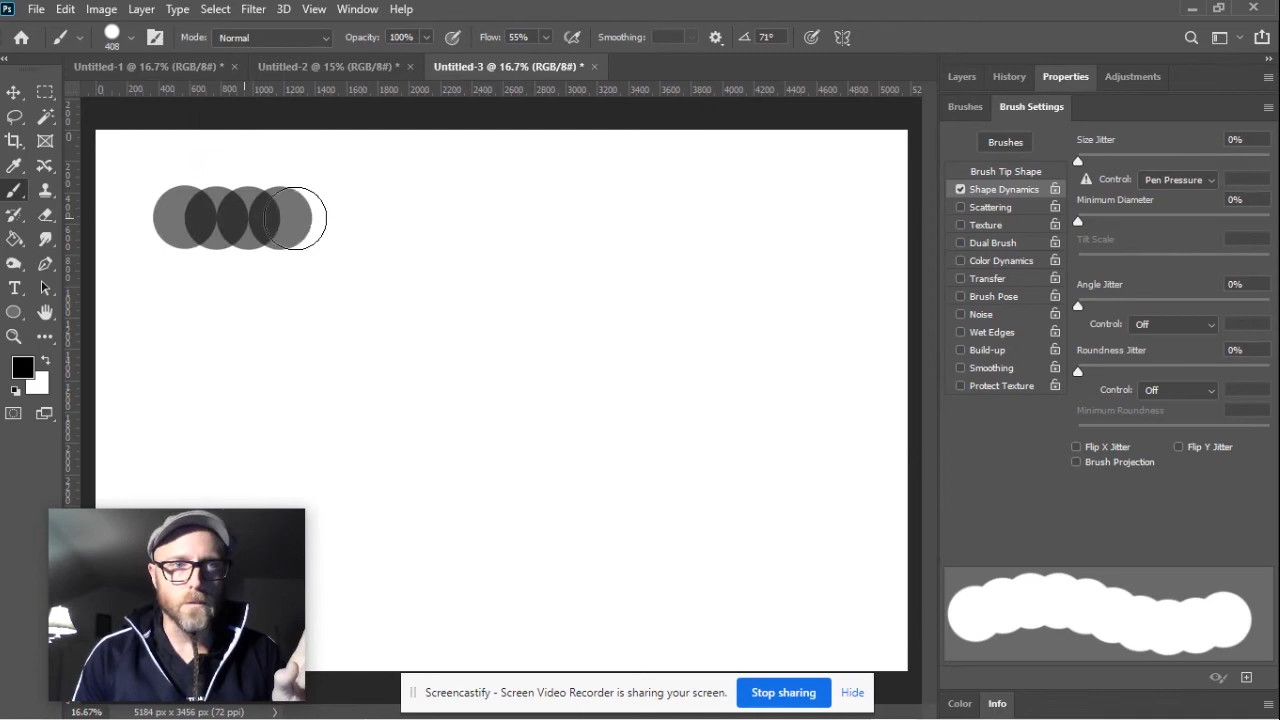 Ps File Edit Image Layer Type Select Filter 3D View Window Help
408 Mode: Normal Opacity: 100% Flow: 55% Smoothing: 71°
Untitled-1 @ 16.7% (RGB/8#) * × Untitled-2 @ 15% (RGB/8#) * × Untitled-3 @ 16.7% (RGB/8#) * ×
0 200 400 600 800 1000 1200 1400 1600 1800 2000 2200 2400 2600 2800 3000 3200 3400 3600 3800 4000 4200 4400 4600 4800 5000 52
Layers History Properties Adjustments
Brushes Brush Settings
Brushes
Brush Tip Shape
Shape Dynamics
Scattering
Texture
Dual Brush
Color Dynamics
Transfer
Brush Pose
Noise
Wet Edges
Build-up
Smoothing
Protect Texture
Size Jitter 0%
Control: Pen Pressure
Minimum Diameter 0%
Tilt Scale
Angle Jitter 0%
Control: Off
Roundness Jitter 0%
Control: Off
Minimum Roundness
Flip X Jitter Flip Y Jitter
Brush Projection
Screencastify - Screen Video Recorder is sharing your screen. Stop sharing Hide
Color Info
16.67% 5184 px x 3456 px (72 ppi)